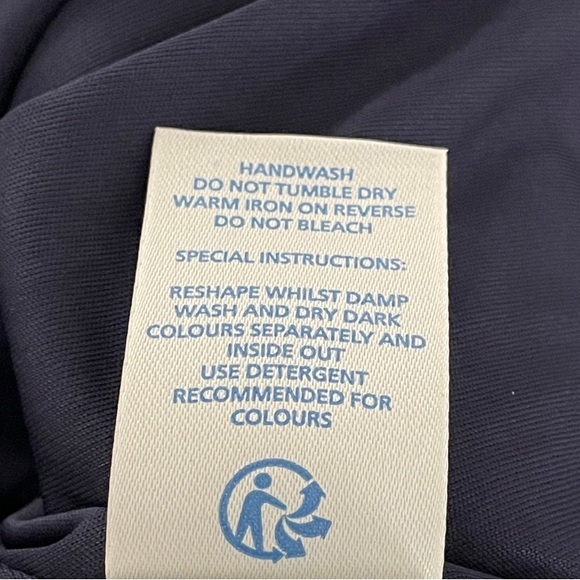 HANDWASH
DO NOT TUMBLE DRY
WARM IRON ON REVERSE
DO NOT BLEACH
SPECIAL INSTRUCTIONS:
RESHAPE WHILST DAMP
WASH AND DRY DARK
COLOURS SEPARATELY AND
INSIDE OUT
USE DETERGENT
RECOMMENDED FOR
COLOURS